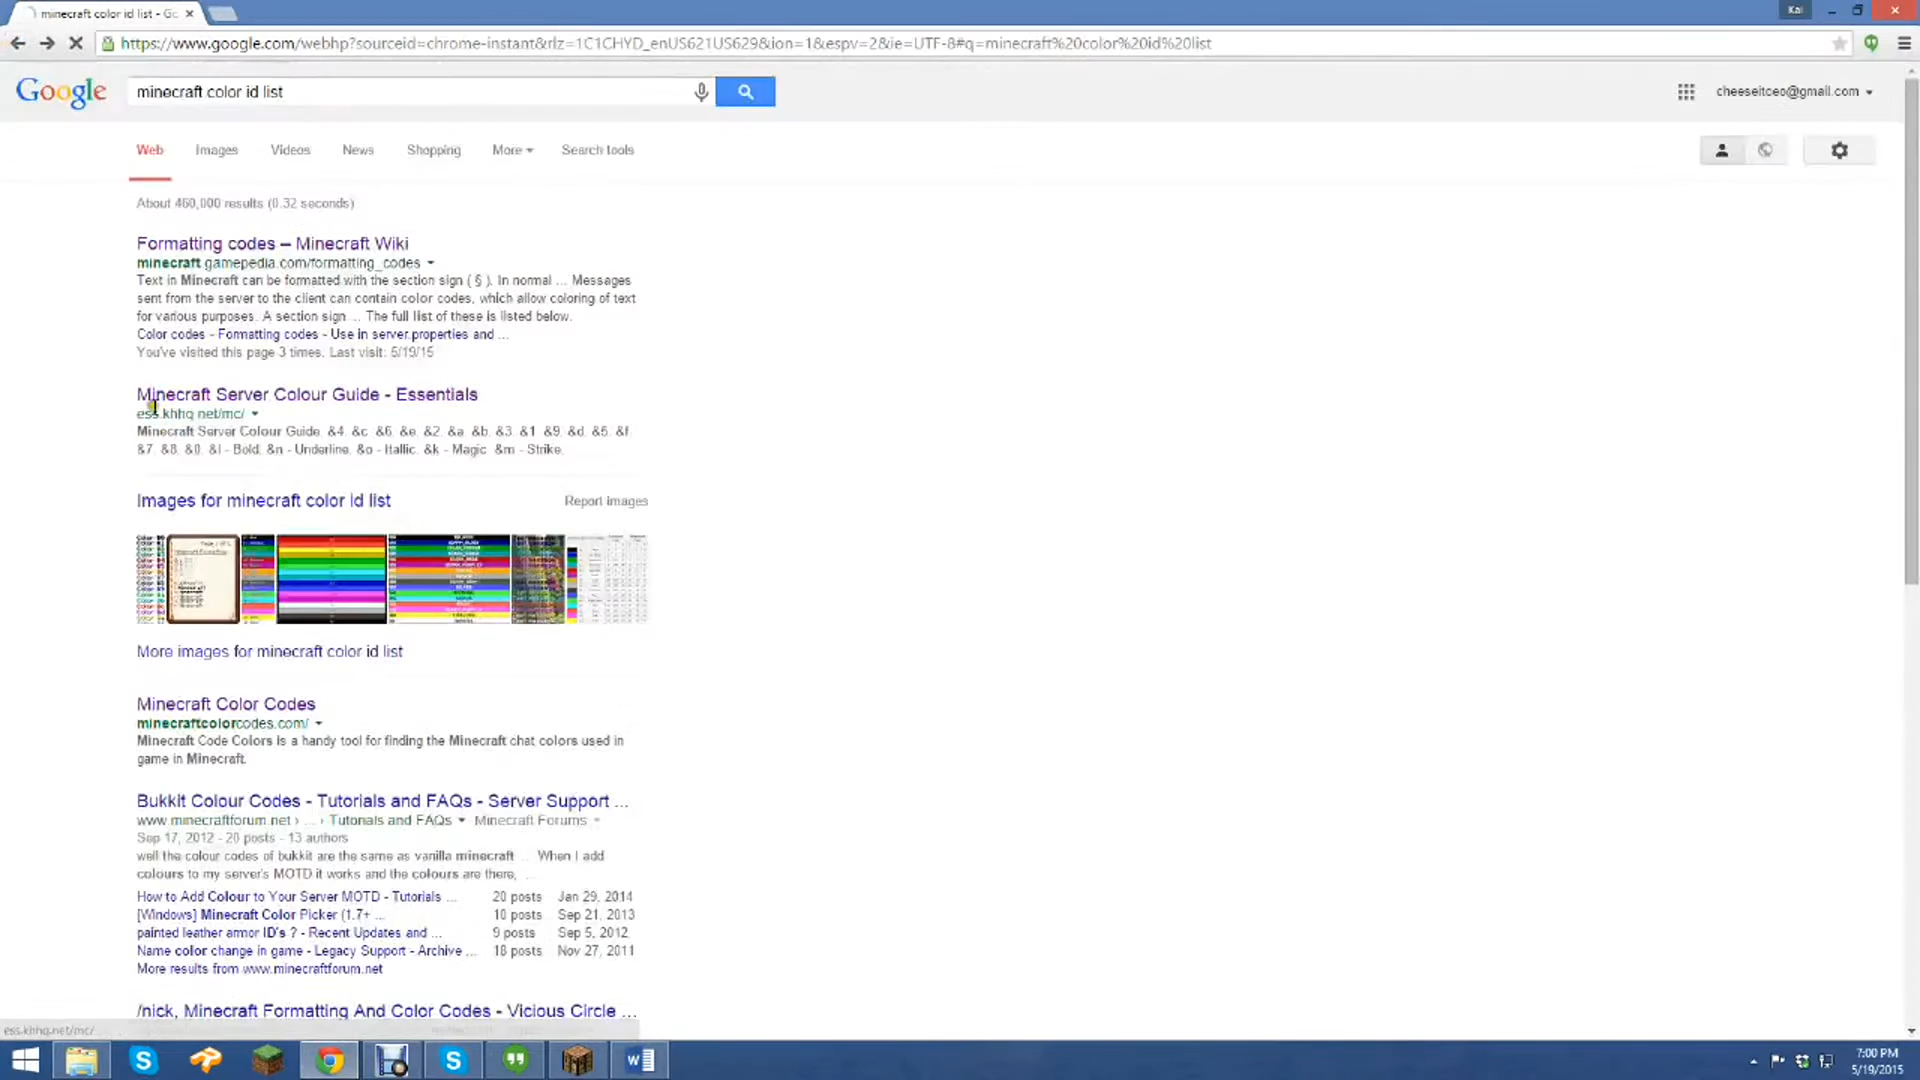 minecraft color id list - Go
Kai
https://www.google.com/webhp?sourceid=chrome-instant&rlz=1C1CHYD_enUS621US629&ion=1&espv=2&ie=UTF-8#q=minecraft%20color%20id%20list
Google minecraft color id list cheeseitceo@gmail.com
Web Images Videos News Shopping More Search tools
About 460,000 results (0.32 seconds)
Formatting codes – Minecraft Wiki
minecraft.gamepedia.com/formatting_codes
Text in Minecraft can be formatted with the section sign ( § ). In normal ... Messages
sent from the server to the client can contain color codes, which allow coloring of text
for various purposes. A section sign ... The full list of these is listed below.
Color codes - Formatting codes - Use in server.properties and ...
You've visited this page 3 times. Last visit: 5/19/15
Minecraft Server Colour Guide - Essentials
ess.khhq.net/mc/
Minecraft Server Colour Guide. &4. &c. &6. &e. &2. &a. &b. &3. &1. &9. &d. &5. &f.
&7. &8. &0. &l - Bold. &n - Underline. &o - Itallic. &k - Magic. &m - Strike.
Images for minecraft color id list Report images
More images for minecraft color id list
Minecraft Color Codes
minecraftcolorcodes.com/
Minecraft Code Colors is a handy tool for finding the Minecraft chat colors used in
game in Minecraft.
Bukkit Colour Codes - Tutorials and FAQs - Server Support ...
www.minecraftforum.net › ... › Tutorials and FAQs Minecraft Forums
Sep 17, 2012 - 20 posts - 13 authors
well the colour codes of bukkit are the same as vanilla minecraft ... When I add
colours to my server's MOTD it works and the colours are there, ...
How to Add Colour to Your Server MOTD - Tutorials ... 20 posts Jan 29, 2014
[Windows] Minecraft Color Picker (1.7+ ... 10 posts Sep 21, 2013
painted leather armor ID's ? - Recent Updates and ... 9 posts Sep 5, 2012
Name color change in game - Legacy Support - Archive ... 18 posts Nov 27, 2011
More results from www.minecraftforum.net
/nick, Minecraft Formatting And Color Codes - Vicious Circle ...
ess.khhq.net/mc/
7:00 PM
5/19/2015